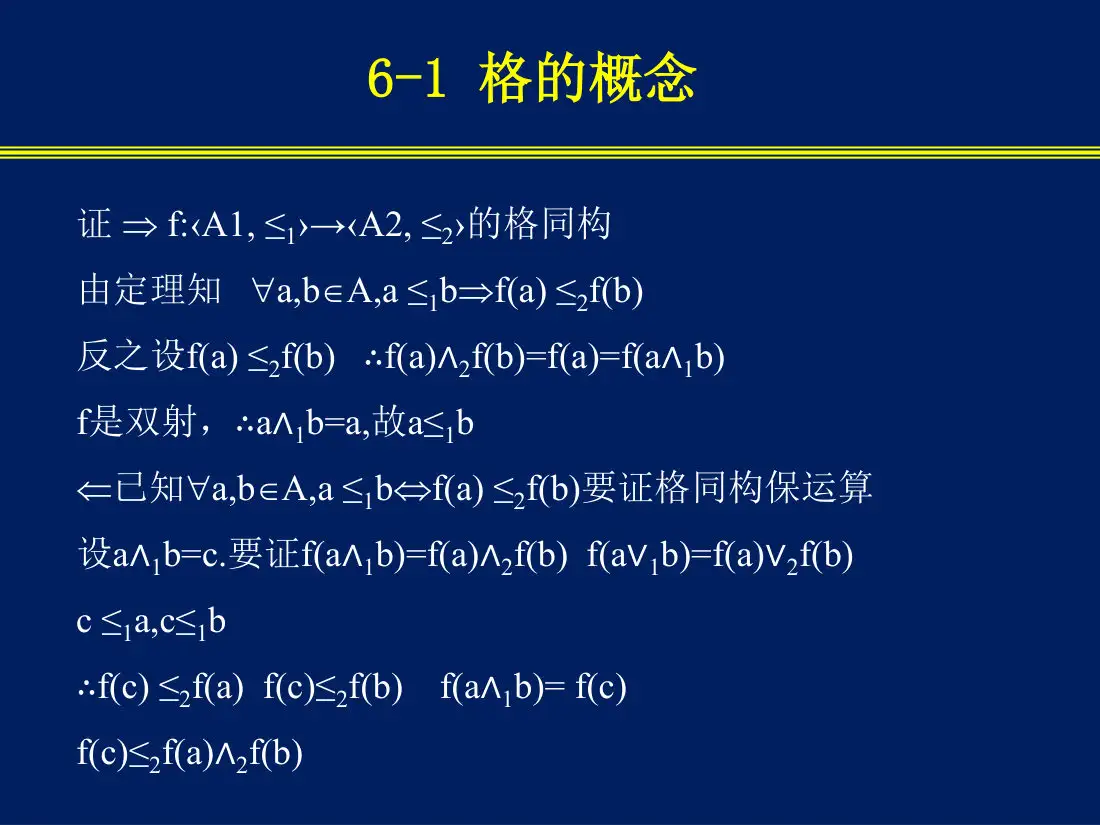 6-1 格的概念
证 ⇒ f:‹A1, ≤₁›→‹A2, ≤₂›的格同构
由定理知 ∀a,b∈A,a ≤₁b⇒f(a) ≤₂f(b)
反之设f(a) ≤₂f(b) ∴f(a)∧₂f(b)=f(a)=f(a∧₁b)
f是双射，∴a∧₁b=a,故a≤₁b
⇐已知∀a,b∈A,a ≤₁b⇔f(a) ≤₂f(b)要证格同构保运算
设a∧₁b=c.要证f(a∧₁b)=f(a)∧₂f(b) f(a∨₁b)=f(a)∨₂f(b)
c ≤₁a,c≤₁b
∴f(c) ≤₂f(a) f(c)≤₂f(b) f(a∧₁b)= f(c)
f(c)≤₂f(a)∧₂f(b)